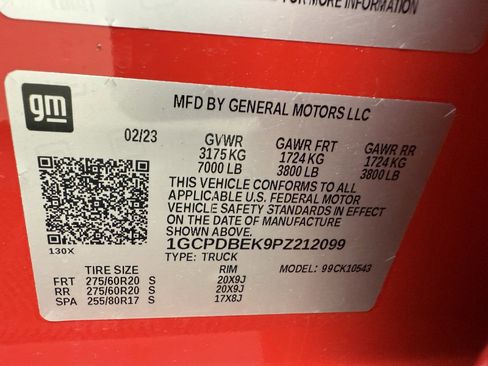 FOR MORE INFORMATION
gm
MFD BY GENERAL MOTORS LLC
02/23 GVWR GAWR FRT GAWR RR
3175 KG 1724 KG 1724 KG
7000 LB 3800 LB 3800 LB
THIS VEHICLE CONFORMS TO ALL
APPLICABLE U.S. FEDERAL MOTOR
VEHICLE SAFETY STANDARDS IN EFFECT
ON THE DATE OF MANUFACTURE
SHOWN ABOVE.
130X
1GCPDBEK9PZ212099
TYPE: TRUCK MODEL: 99CK10543
TIRE SIZE RIM
FRT 275/60R20 S 20X9J
RR 275/60R20 S 20X9J
SPA 255/80R17 S 17X8J